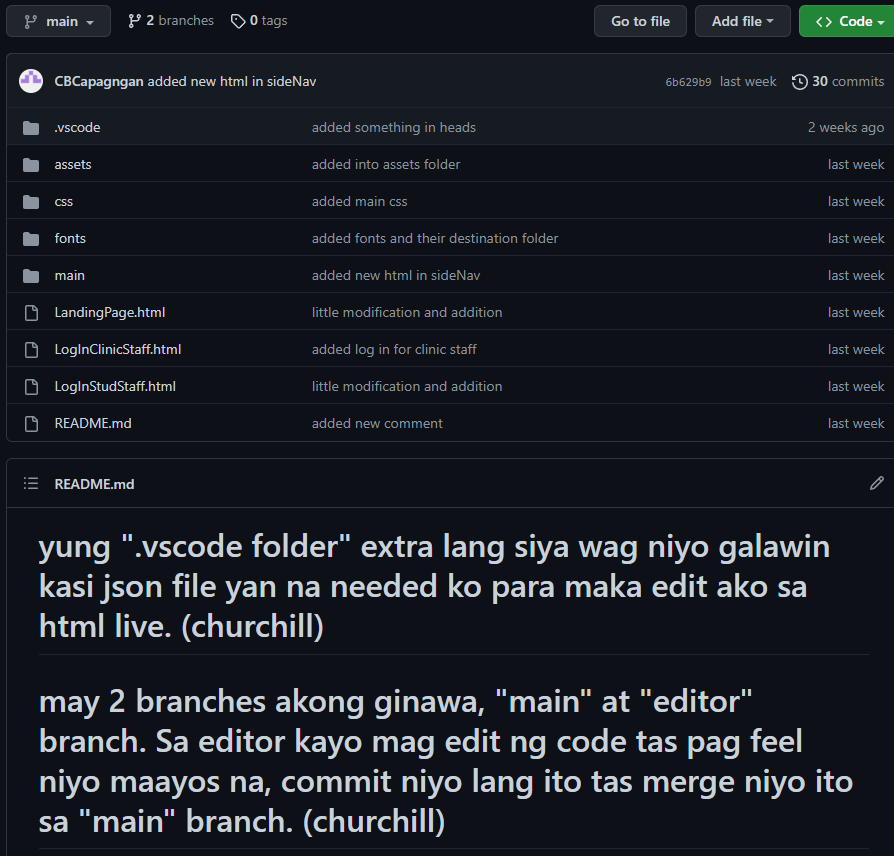 main 2 branches 0 tags Go to file Add file Code
CBCapagngan added new html in sideNav 6b629b9 last week 30 commits
.vscode added something in heads 2 weeks ago
assets added into assets folder last week
css added main css last week
fonts added fonts and their destination folder last week
main added new html in sideNav last week
LandingPage.html little modification and addition last week
LogInClinicStaff.html added log in for clinic staff last week
LogInStudStaff.html little modification and addition last week
README.md added new comment last week
README.md
yung ".vscode folder" extra lang siya wag niyo galawin
kasi json file yan na needed ko para maka edit ako sa
html live. (churchill)
may 2 branches akong ginawa, "main" at "editor"
branch. Sa editor kayo mag edit ng code tas pag feel
niyo maayos na, commit niyo lang ito tas merge niyo ito
sa "main" branch. (churchill)